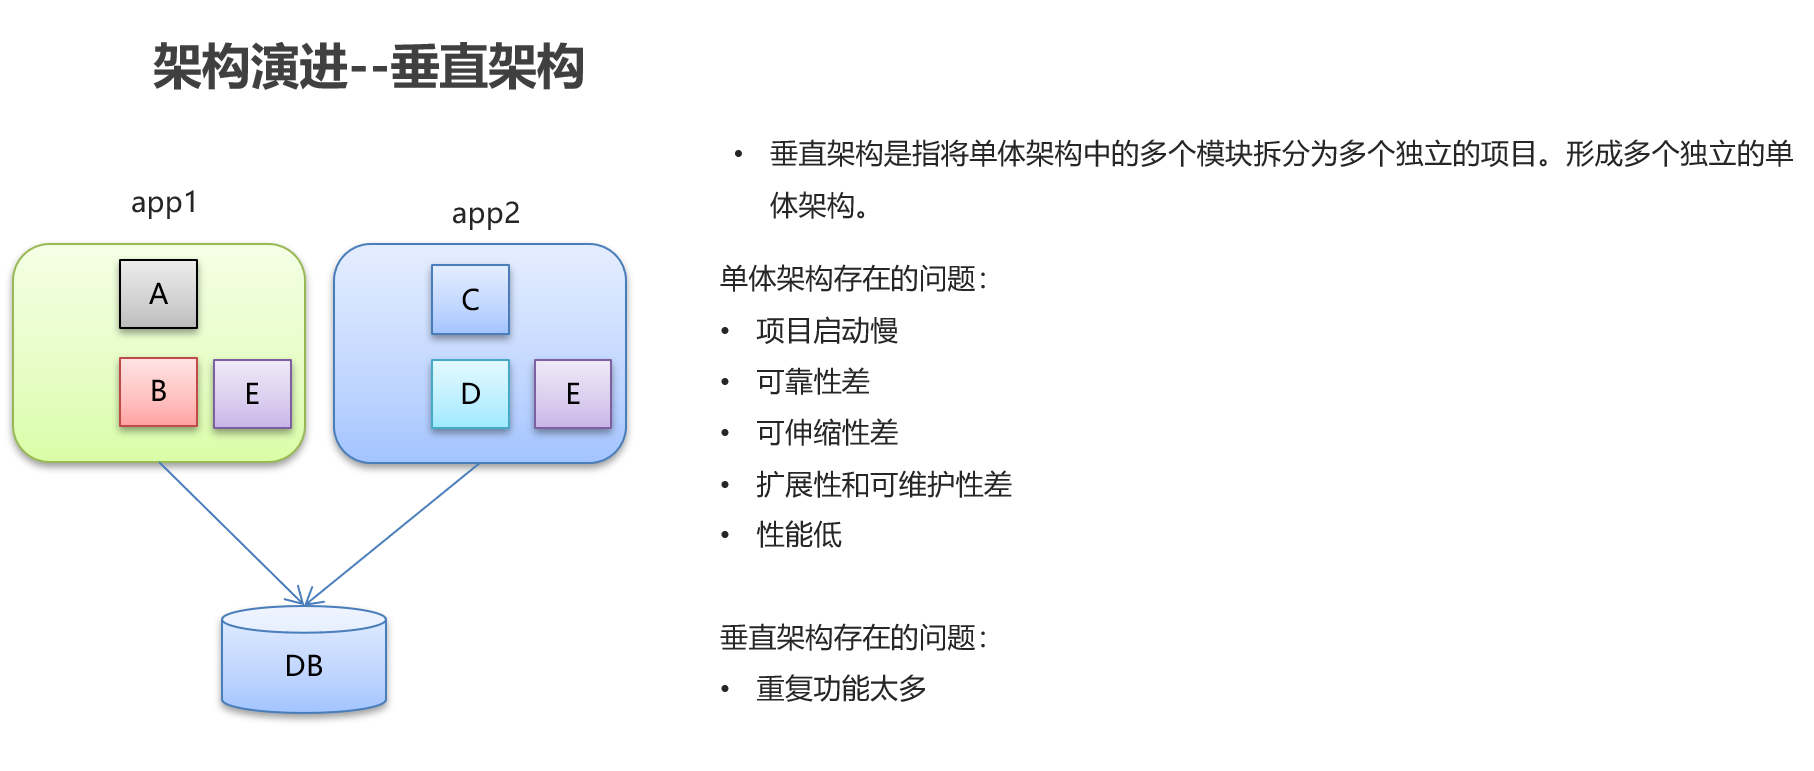 架构演进--垂直架构
app1
app2
A
B
E
C
D
E
DB
• 垂直架构是指将单体架构中的多个模块拆分为多个独立的项目。形成多个独立的单
体架构。
单体架构存在的问题：
• 项目启动慢
• 可靠性差
• 可伸缩性差
• 扩展性和可维护性差
• 性能低
垂直架构存在的问题：
• 重复功能太多